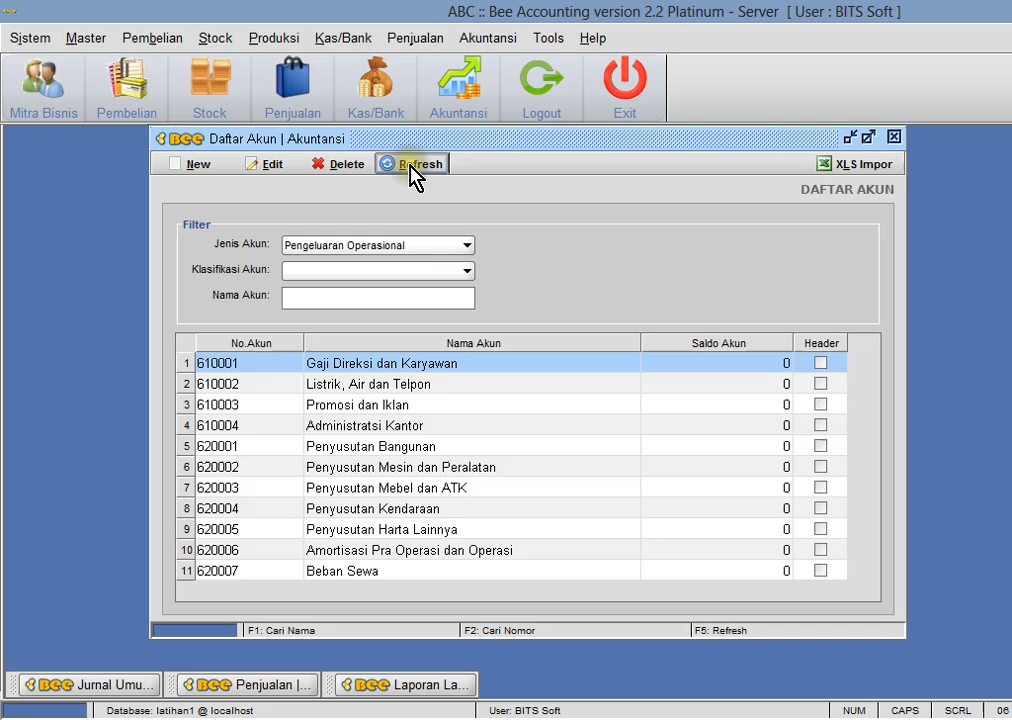 ABC :: Bee Accounting version 2.2 Platinum - Server [ User : BITS Soft ]
Sistem Master Pembelian Stock Produksi Kas/Bank Penjualan Akuntansi Tools Help
Mitra Bisnis Pembelian Stock Penjualan Kas/Bank Akuntansi Logout Exit
Bee Daftar Akun | Akuntansi
New Edit Delete Refresh XLS Impor
DAFTAR AKUN
Filter
Jenis Akun: Pengeluaran Operasional
Klasifikasi Akun:
Nama Akun:
No.Akun Nama Akun Saldo Akun Header
1 610001 Gaji Direksi dan Karyawan 0
2 610002 Listrik, Air dan Telpon 0
3 610003 Promosi dan Iklan 0
4 610004 Administratsi Kantor 0
5 620001 Penyusutan Bangunan 0
6 620002 Penyusutan Mesin dan Peralatan 0
7 620003 Penyusutan Mebel dan ATK 0
8 620004 Penyusutan Kendaraan 0
9 620005 Penyusutan Harta Lainnya 0
10 620006 Amortisasi Pra Operasi dan Operasi 0
11 620007 Beban Sewa 0
F1: Cari Nama F2: Cari Nomor F5: Refresh
Bee Jurnal Umu... Bee Penjualan |... Bee Laporan La...
Database: latihan1 @ localhost User: BITS Soft NUM CAPS SCRL 06